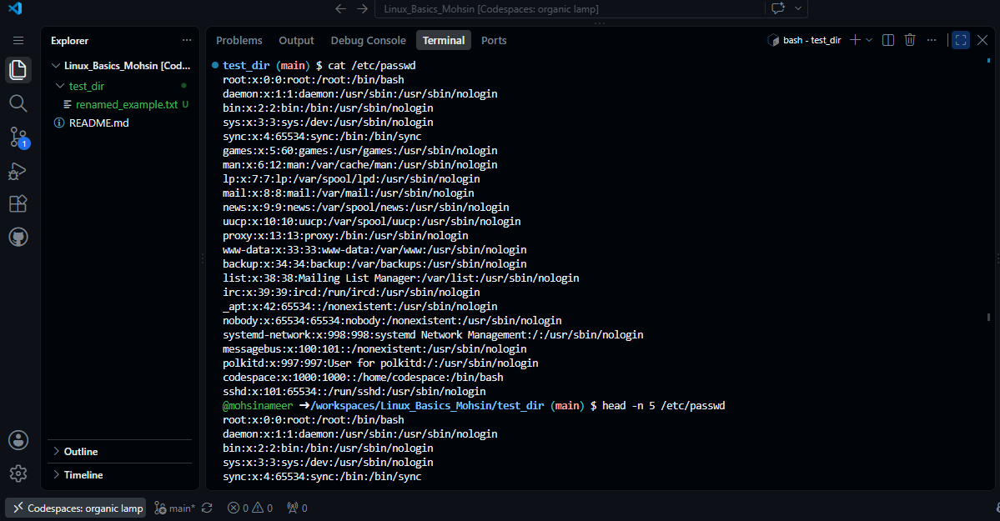 Linux_Basics_Mohsin [Codespaces: organic lamp]
Explorer
Problems Output Debug Console Terminal Ports
bash - test_dir
Linux_Basics_Mohsin [Cod...
test_dir
renamed_example.txt U
README.md
1
test_dir (main) $ cat /etc/passwd
root:x:0:0:root:/root:/bin/bash
daemon:x:1:1:daemon:/usr/sbin:/usr/sbin/nologin
bin:x:2:2:bin:/bin:/usr/sbin/nologin
sys:x:3:3:sys:/dev:/usr/sbin/nologin
sync:x:4:65534:sync:/bin:/bin/sync
games:x:5:60:games:/usr/games:/usr/sbin/nologin
man:x:6:12:man:/var/cache/man:/usr/sbin/nologin
lp:x:7:7:lp:/var/spool/lpd:/usr/sbin/nologin
mail:x:8:8:mail:/var/mail:/usr/sbin/nologin
news:x:9:9:news:/var/spool/news:/usr/sbin/nologin
uucp:x:10:10:uucp:/var/spool/uucp:/usr/sbin/nologin
proxy:x:13:13:proxy:/bin:/usr/sbin/nologin
www-data:x:33:33:www-data:/var/www:/usr/sbin/nologin
backup:x:34:34:backup:/var/backups:/usr/sbin/nologin
list:x:38:38:Mailing List Manager:/var/list:/usr/sbin/nologin
irc:x:39:39:ircd:/run/ircd:/usr/sbin/nologin
_apt:x:42:65534::/nonexistent:/usr/sbin/nologin
nobody:x:65534:65534:nobody:/nonexistent:/usr/sbin/nologin
systemd-network:x:998:998:systemd Network Management:/:/usr/sbin/nologin
messagebus:x:100:101::/nonexistent:/usr/sbin/nologin
polkitd:x:997:997:User for polkitd:/:/usr/sbin/nologin
codespace:x:1000:1000::/home/codespace:/bin/bash
sshd:x:101:65534::/run/sshd:/usr/sbin/nologin
@mohsinameer ➜/workspaces/Linux_Basics_Mohsin/test_dir (main) $ head -n 5 /etc/passwd
root:x:0:0:root:/root:/bin/bash
daemon:x:1:1:daemon:/usr/sbin:/usr/sbin/nologin
bin:x:2:2:bin:/bin:/usr/sbin/nologin
sys:x:3:3:sys:/dev:/usr/sbin/nologin
sync:x:4:65534:sync:/bin:/bin/sync
Outline
Timeline
Codespaces: organic lamp main* 0 0 0